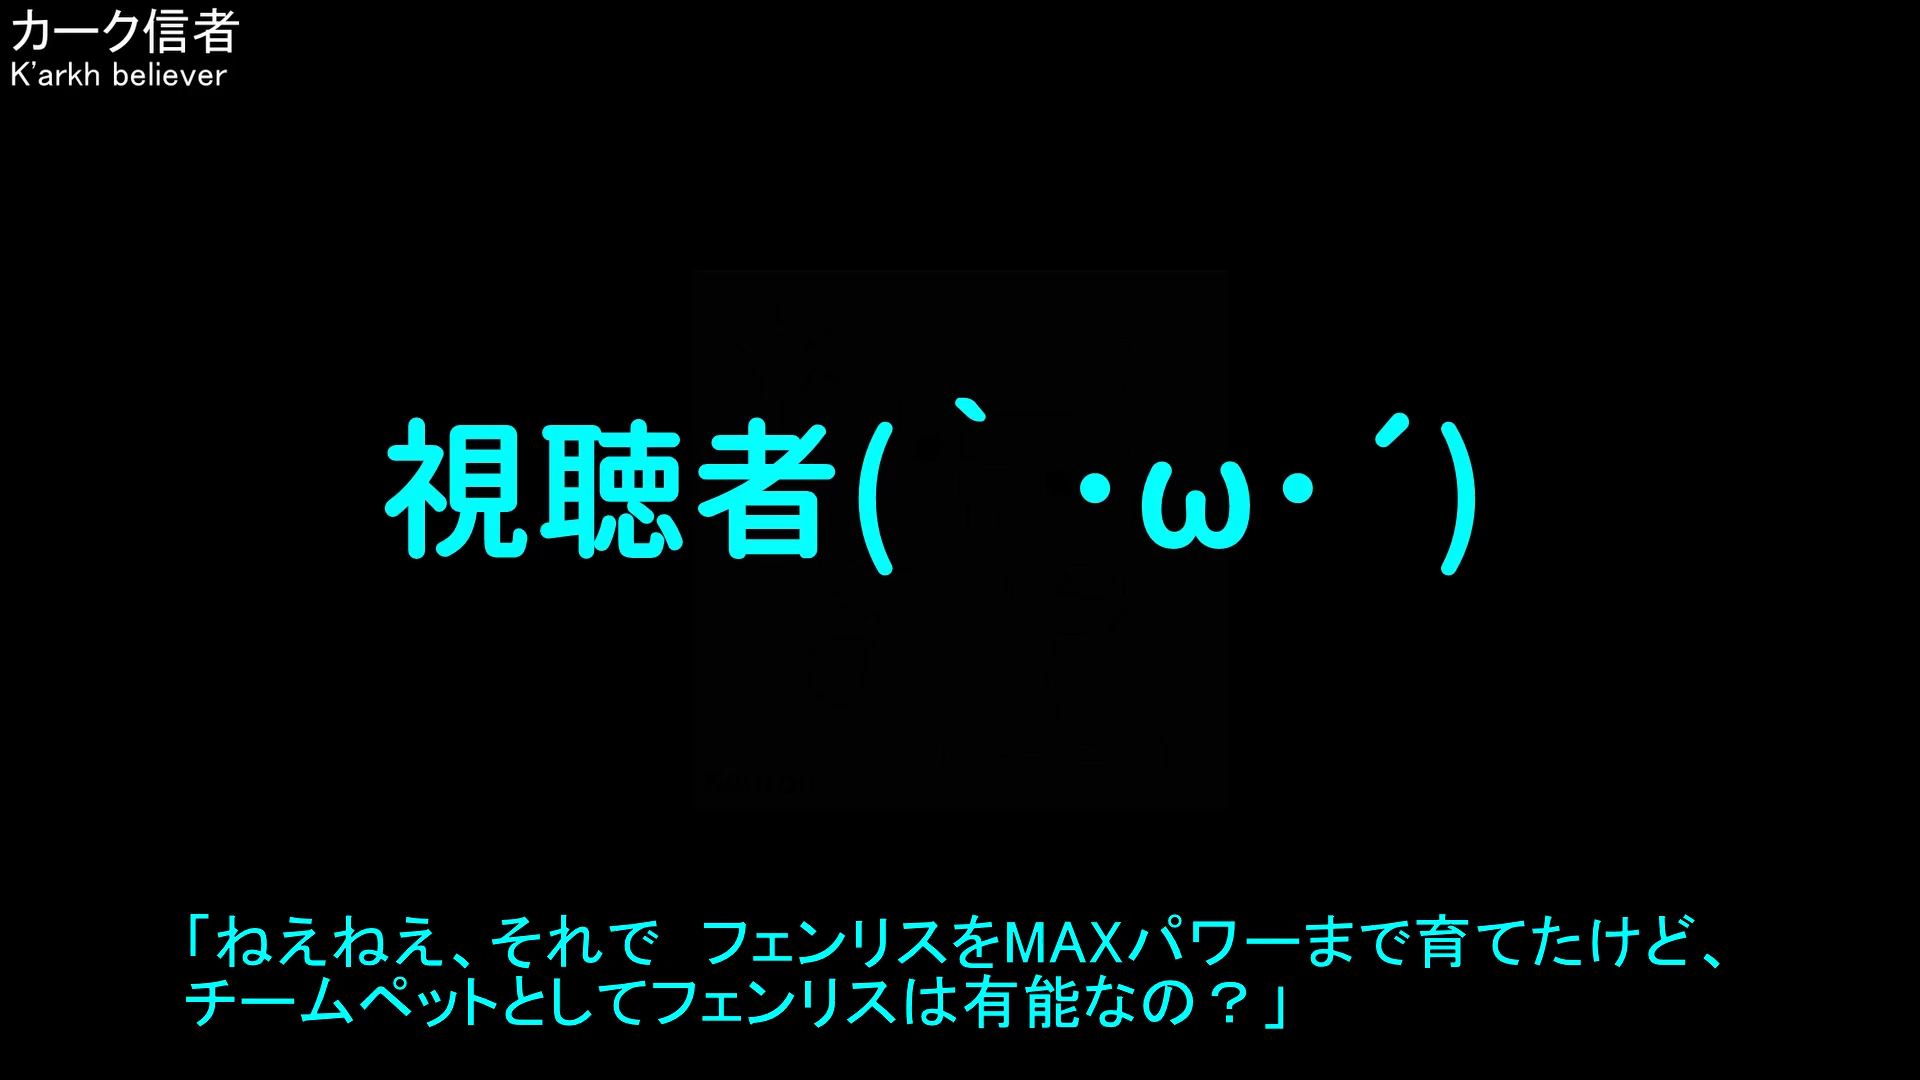 カーク信者
K'arkh believer
視聴者(｀･ω･´)
「ねえねえ、それで　フェンリスをMAXパワーまで育てたけど、
チームペットとしてフェンリスは有能なの？」